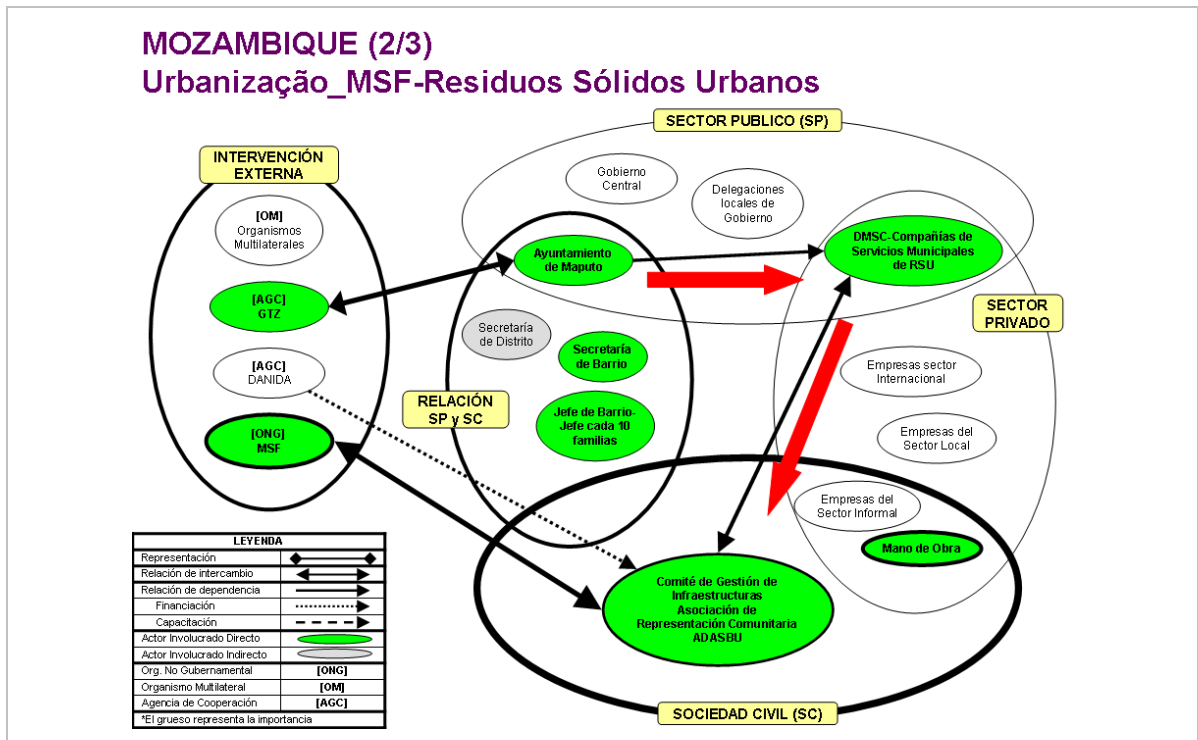 MOZAMBIQUE (2/3)
Urbanização_MSF-Residuos Sólidos Urbanos
SECTOR PUBLICO (SP)
INTERVENCIÓN
EXTERNA
[OM]
Organismos
Multilaterales
[AGC]
GTZ
[AGC]
DANIDA
[ONG]
MSF
Gobierno
Central
Delegaciones
locales de
Gobierno
Ayuntamiento
de Maputo
DMSC-Compañías de
Servicios Municipales
de RSU
SECTOR
PRIVADO
Secretaría
de Distrito
Secretaría
de Barrio
RELACIÓN
SP y SC
Jefe de Barrio-
Jefe cada 10
familias
Empresas sector
Internacional
Empresas del
Sector Local
Empresas del
Sector Informal
Mano de Obra
Comité de Gestión de
Infraestructuras
Asociación de
Representación Comunitaria
ADASBU
SOCIEDAD CIVIL (SC)
LEYENDA
Representación
Relación de intercambio
Relación de dependencia
Financiación
Capacitación
Actor Involucrado Directo
Actor Involucrado Indirecto
Org. No Gubernamental [ONG]
Organismo Multilateral [OM]
Agencia de Cooperación [AGC]
*El grueso representa la importancia